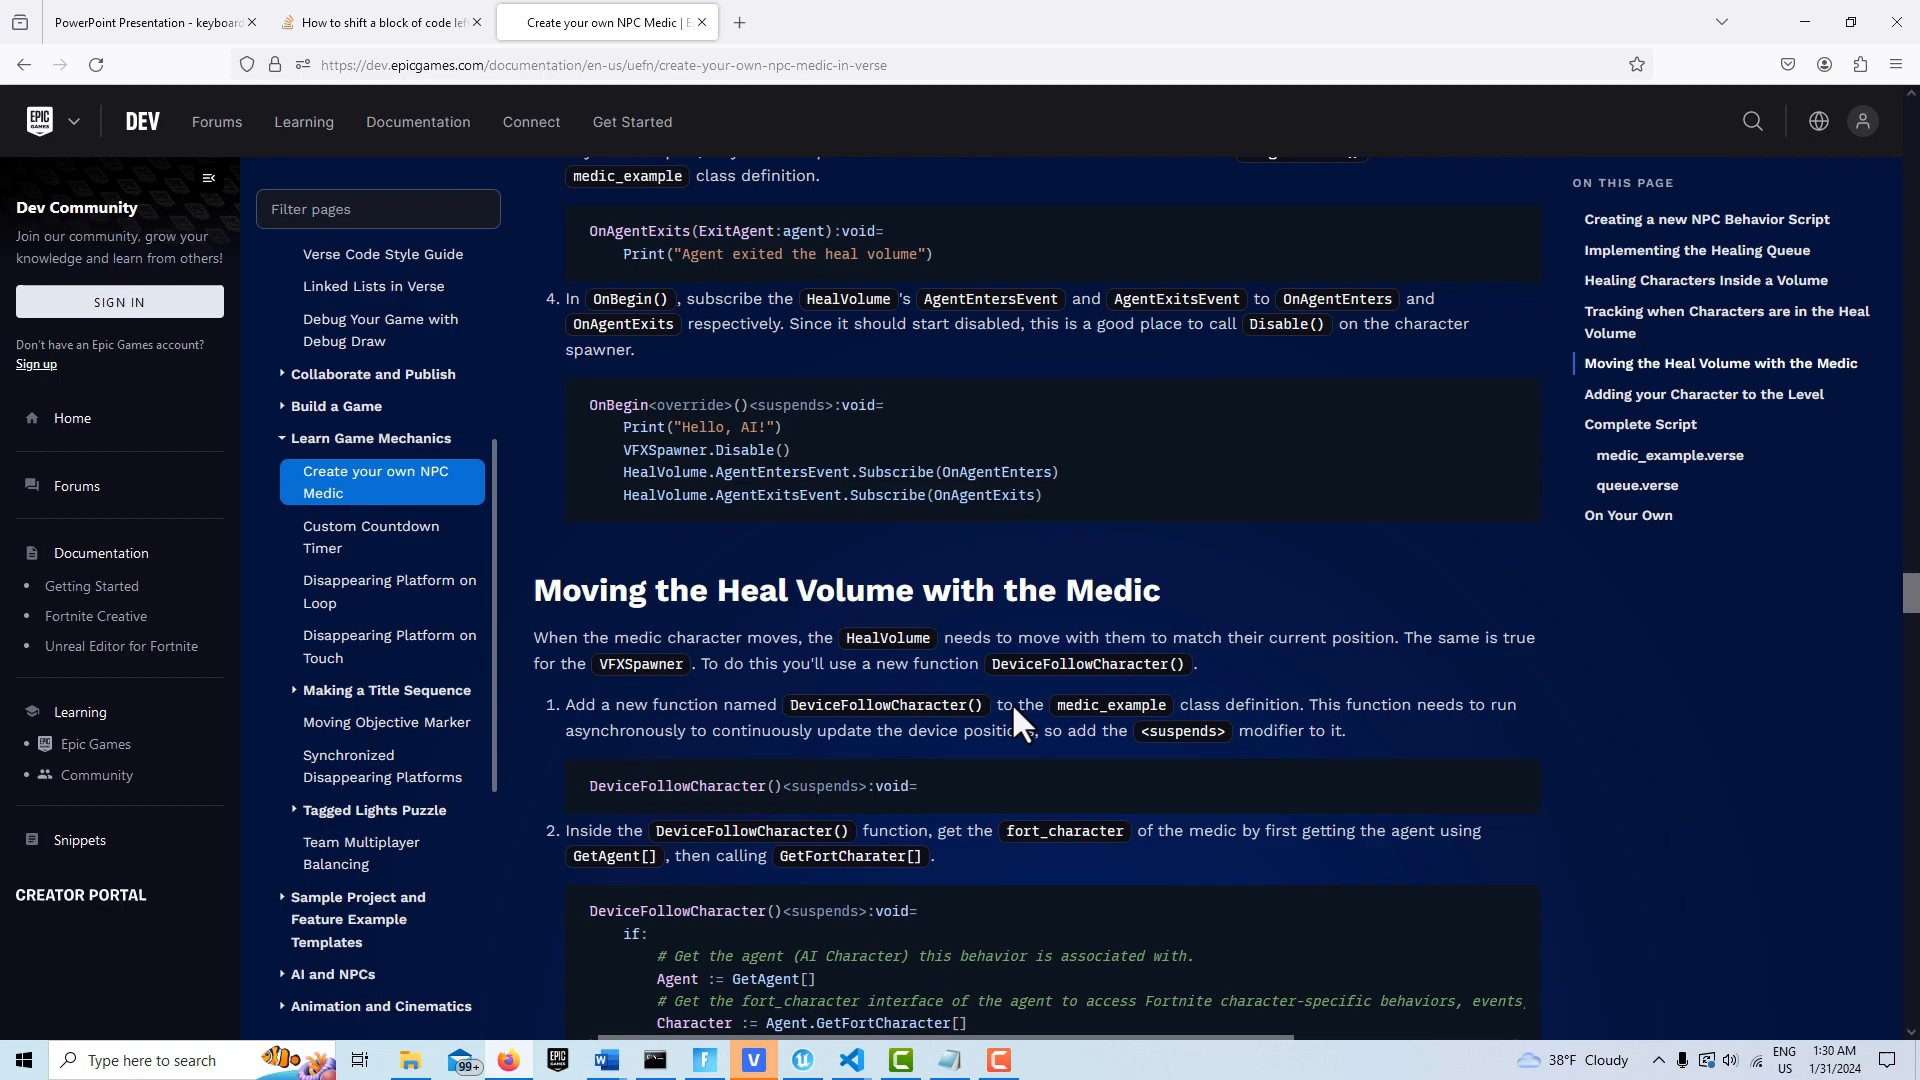 PowerPoint Presentation - keyboard
How to shift a block of code left
Create your own NPC Medic | E
https://dev.epicgames.com/documentation/en-us/uefn/create-your-own-npc-medic-in-verse
EPIC GAMES
DEV
Forums
Learning
Documentation
Connect
Get Started
Dev Community
Join our community, grow your
knowledge and learn from others!
SIGN IN
Don't have an Epic Games account?
Sign up
Home
Forums
Documentation
Getting Started
Fortnite Creative
Unreal Editor for Fortnite
Learning
Epic Games
Community
Snippets
CREATOR PORTAL
Filter pages
Verse Code Style Guide
Linked Lists in Verse
Debug Your Game with
Debug Draw
Collaborate and Publish
Build a Game
Learn Game Mechanics
Create your own NPC
Medic
Custom Countdown
Timer
Disappearing Platform on
Loop
Disappearing Platform on
Touch
Making a Title Sequence
Moving Objective Marker
Synchronized
Disappearing Platforms
Tagged Lights Puzzle
Team Multiplayer
Balancing
Sample Project and
Feature Example
Templates
AI and NPCs
Animation and Cinematics
medic_example class definition.
OnAgentExits(ExitAgent:agent):void=
Print("Agent exited the heal volume")
4. In OnBegin() , subscribe the HealVolume 's AgentEntersEvent and AgentExitsEvent to OnAgentEnters and
OnAgentExits respectively. Since it should start disabled, this is a good place to call Disable() on the character
spawner.
OnBegin<override>()<suspends>:void=
Print("Hello, AI!")
VFXSpawner.Disable()
HealVolume.AgentEntersEvent.Subscribe(OnAgentEnters)
HealVolume.AgentExitsEvent.Subscribe(OnAgentExits)
Moving the Heal Volume with the Medic
When the medic character moves, the HealVolume needs to move with them to match their current position. The same is true
for the VFXSpawner . To do this you'll use a new function DeviceFollowCharacter() .
1. Add a new function named DeviceFollowCharacter() to the medic_example class definition. This function needs to run
asynchronously to continuously update the device position, so add the <suspends> modifier to it.
DeviceFollowCharacter()<suspends>:void=
2. Inside the DeviceFollowCharacter() function, get the fort_character of the medic by first getting the agent using
GetAgent[] , then calling GetFortCharater[] .
DeviceFollowCharacter()<suspends>:void=
if:
# Get the agent (AI Character) this behavior is associated with.
Agent := GetAgent[]
# Get the fort_character interface of the agent to access Fortnite character-specific behaviors, events,
Character := Agent.GetFortCharacter[]
ON THIS PAGE
Creating a new NPC Behavior Script
Implementing the Healing Queue
Healing Characters Inside a Volume
Tracking when Characters are in the Heal
Volume
Moving the Heal Volume with the Medic
Adding your Character to the Level
Complete Script
medic_example.verse
queue.verse
On Your Own
Type here to search
99+
38°F Cloudy
ENG
US
1:30 AM
1/31/2024